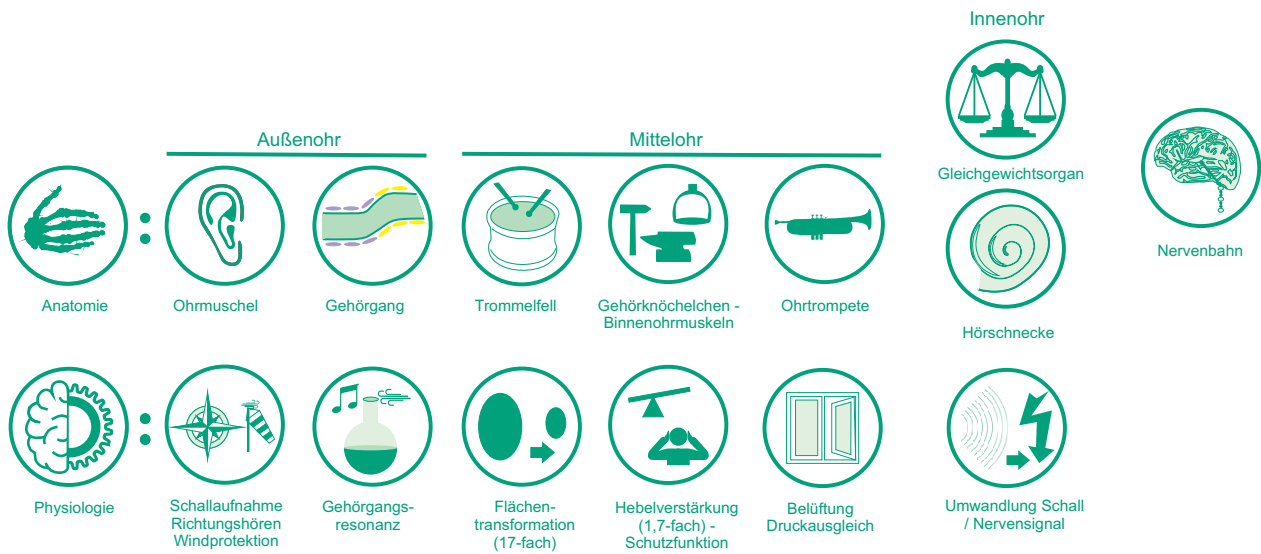 Innenohr
Außenohr
Mittelohr
Gleichgewichtsorgan
Nervenbahn
Anatomie
:
Ohrmuschel
Gehörgang
Trommelfell
Gehörknöchelchen -
Binnenohrmuskeln
Ohrtrompete
Hörschnecke
Physiologie
:
Schallaufnahme
Richtungshören
Windprotektion
Gehörgangs-
resonanz
Flächen-
transformation
(17-fach)
Hebelverstärkung
(1,7-fach) -
Schutzfunktion
Belüftung
Druckausgleich
Umwandlung Schall
/ Nervensignal